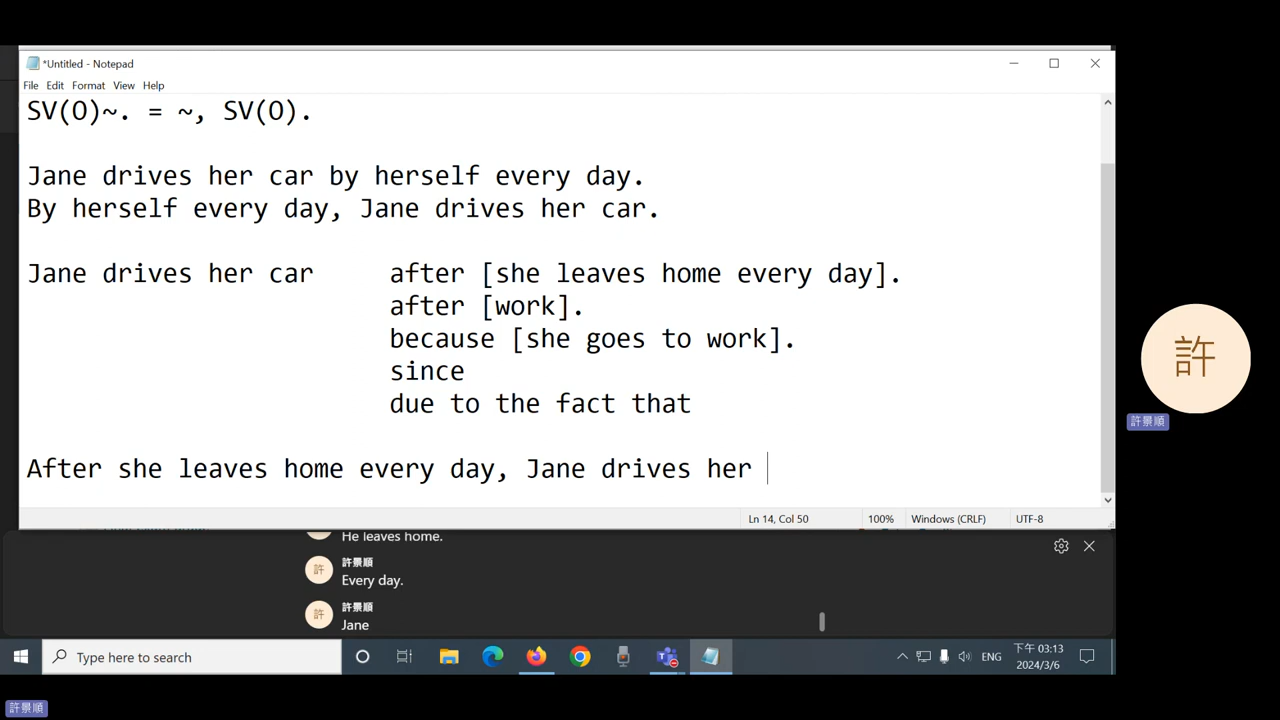 *Untitled - Notepad
File Edit Format View Help
SV(O)~. = ~, SV(O).
Jane drives her car by herself every day.
By herself every day, Jane drives her car.
Jane drives her car after [she leaves home every day].
after [work].
because [she goes to work].
since
due to the fact that
After she leaves home every day, Jane drives her
Ln 14, Col 50 100% Windows (CRLF) UTF-8
許
許景順
He leaves home.
許景順
許
Every day.
許景順
許
Jane
Type here to search
ENG
下午 03:13
2024/3/6
許景順